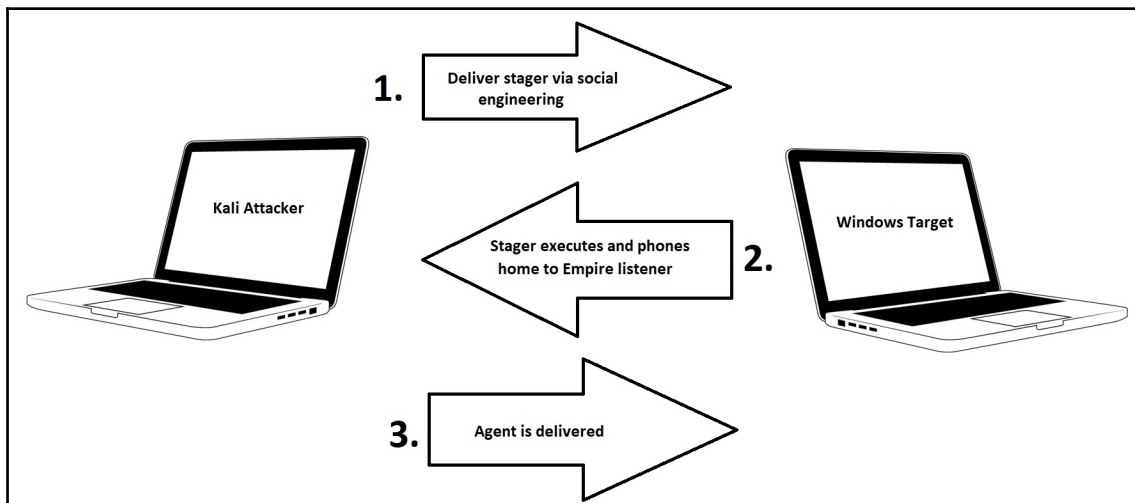 1.
Deliver stager via social
engineering
Kali Attacker
Windows Target
Stager executes and phones
home to Empire listener
2.
3.
Agent is delivered